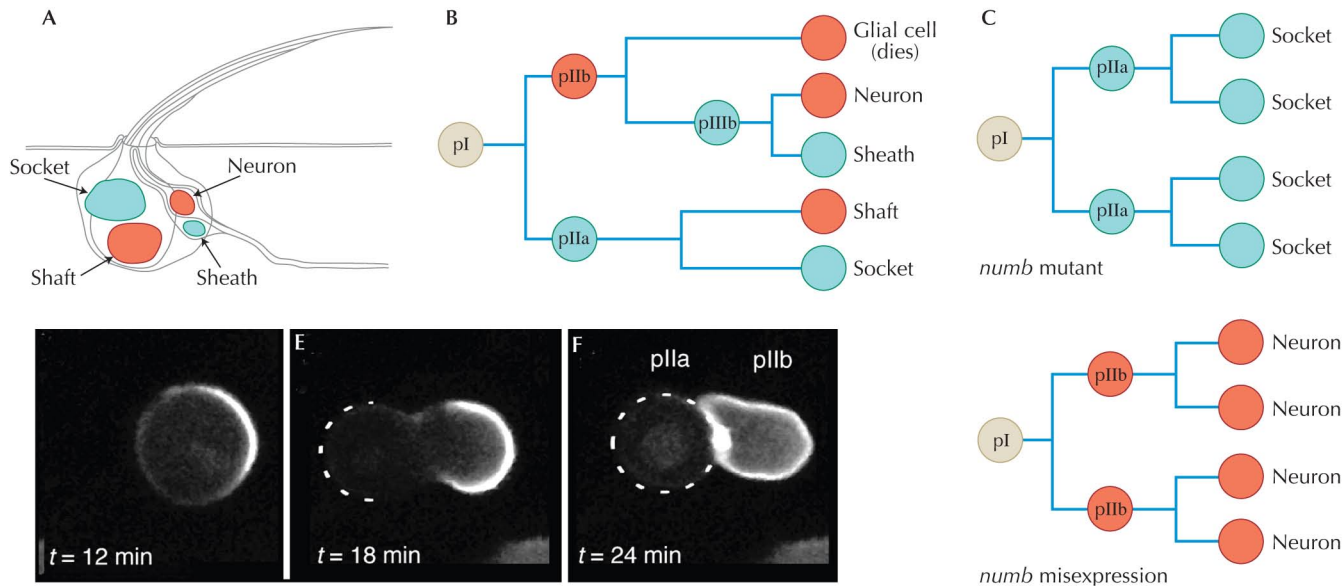 A
Socket
Neuron
Shaft
Sheath
B
pI
pIIb
pIIa
pIIIb
Glial cell
(dies)
Neuron
Sheath
Shaft
Socket
C
pI
pIIa
pIIa
Socket
Socket
Socket
Socket
numb mutant
t = 12 min
E
t = 18 min
F
pIIa
pIIb
t = 24 min
pI
pIIb
pIIb
Neuron
Neuron
Neuron
Neuron
numb misexpression